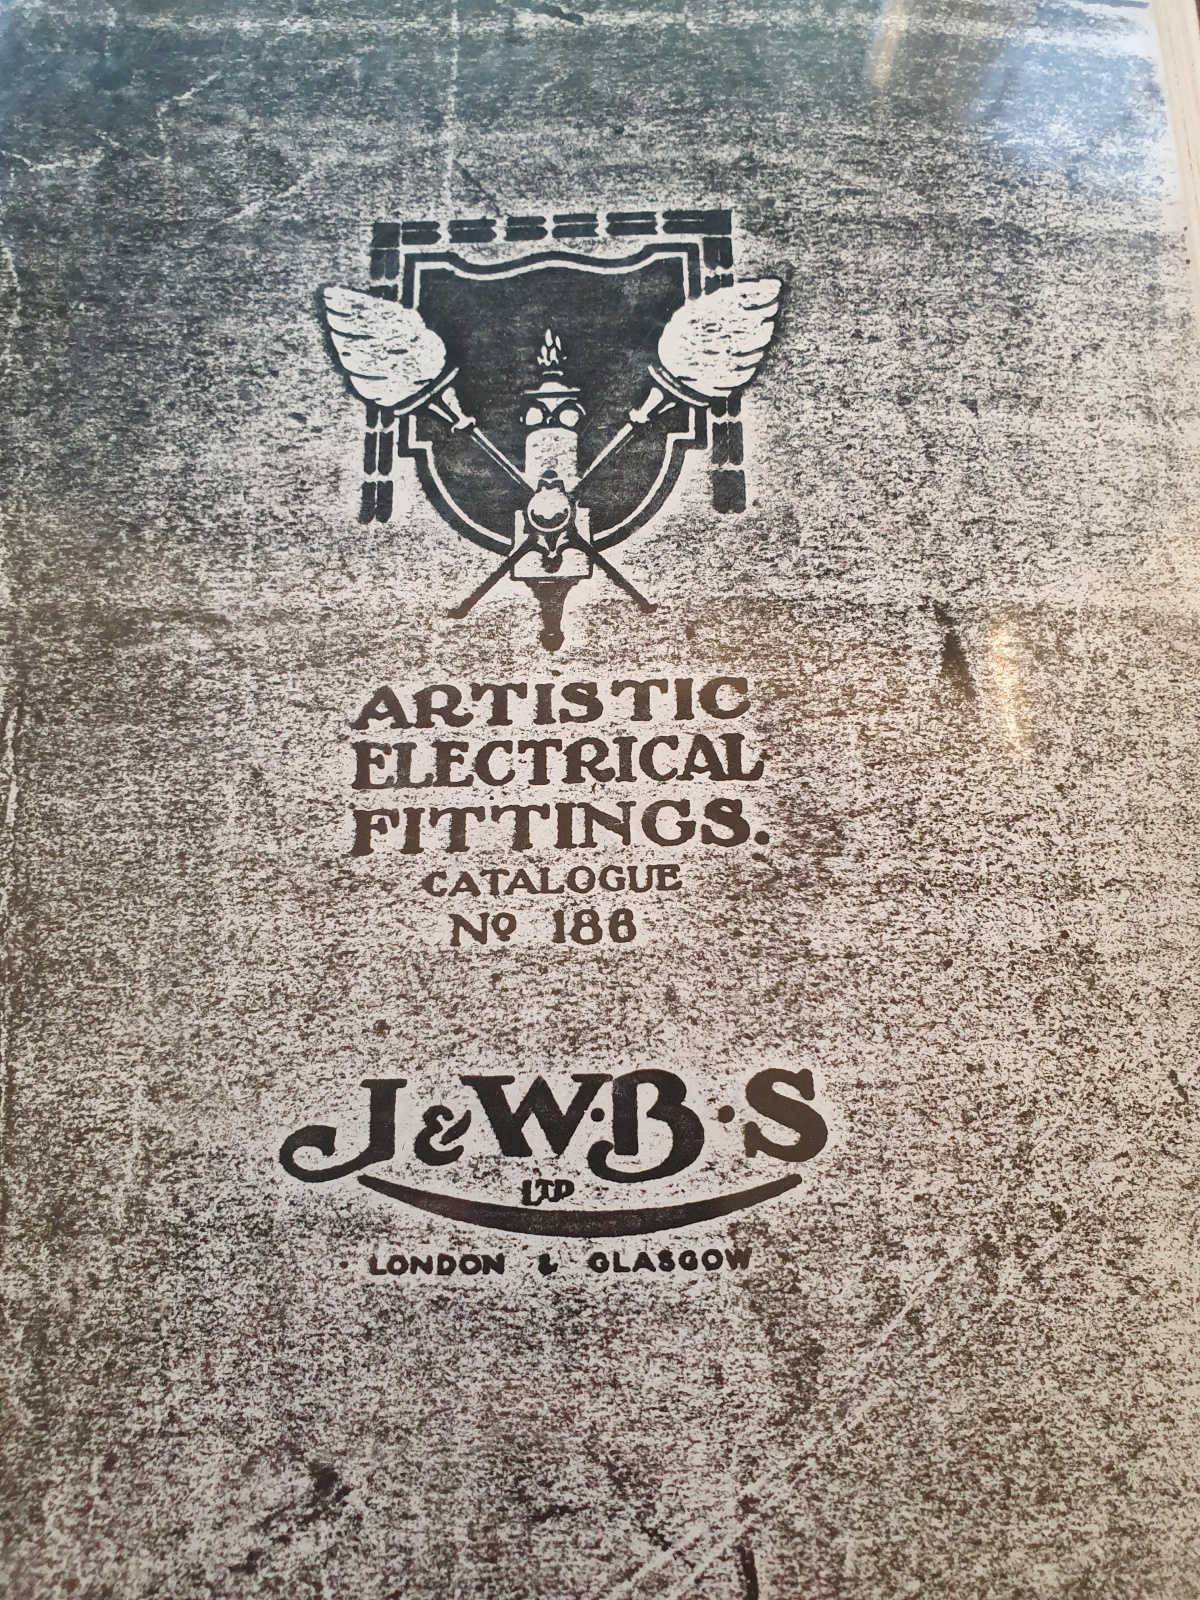 ARTISTIC
ELECTRICAL
FITTINGS.
CATALOGUE
Nº 186
J & W·B·S
LTD
LONDON & GLASGOW